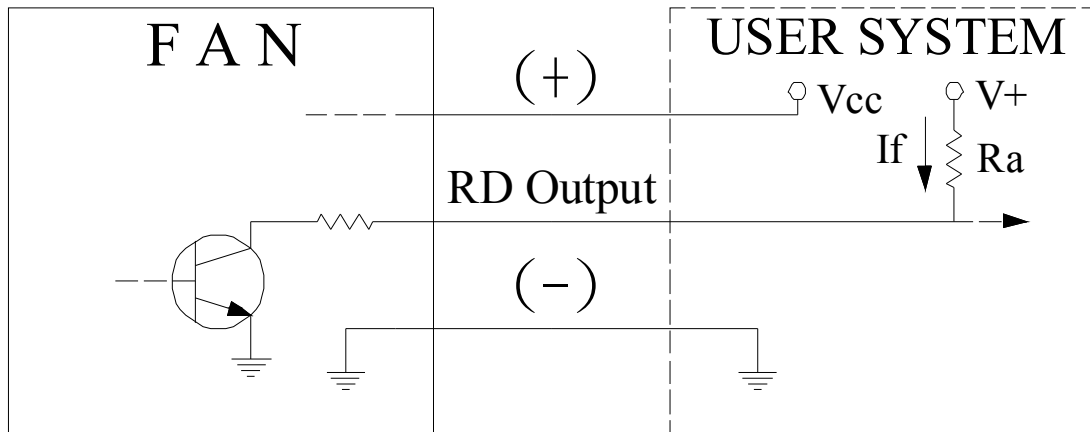 F A N
USER SYSTEM
(+)
Vcc
V+
If
Ra
RD Output
(-)